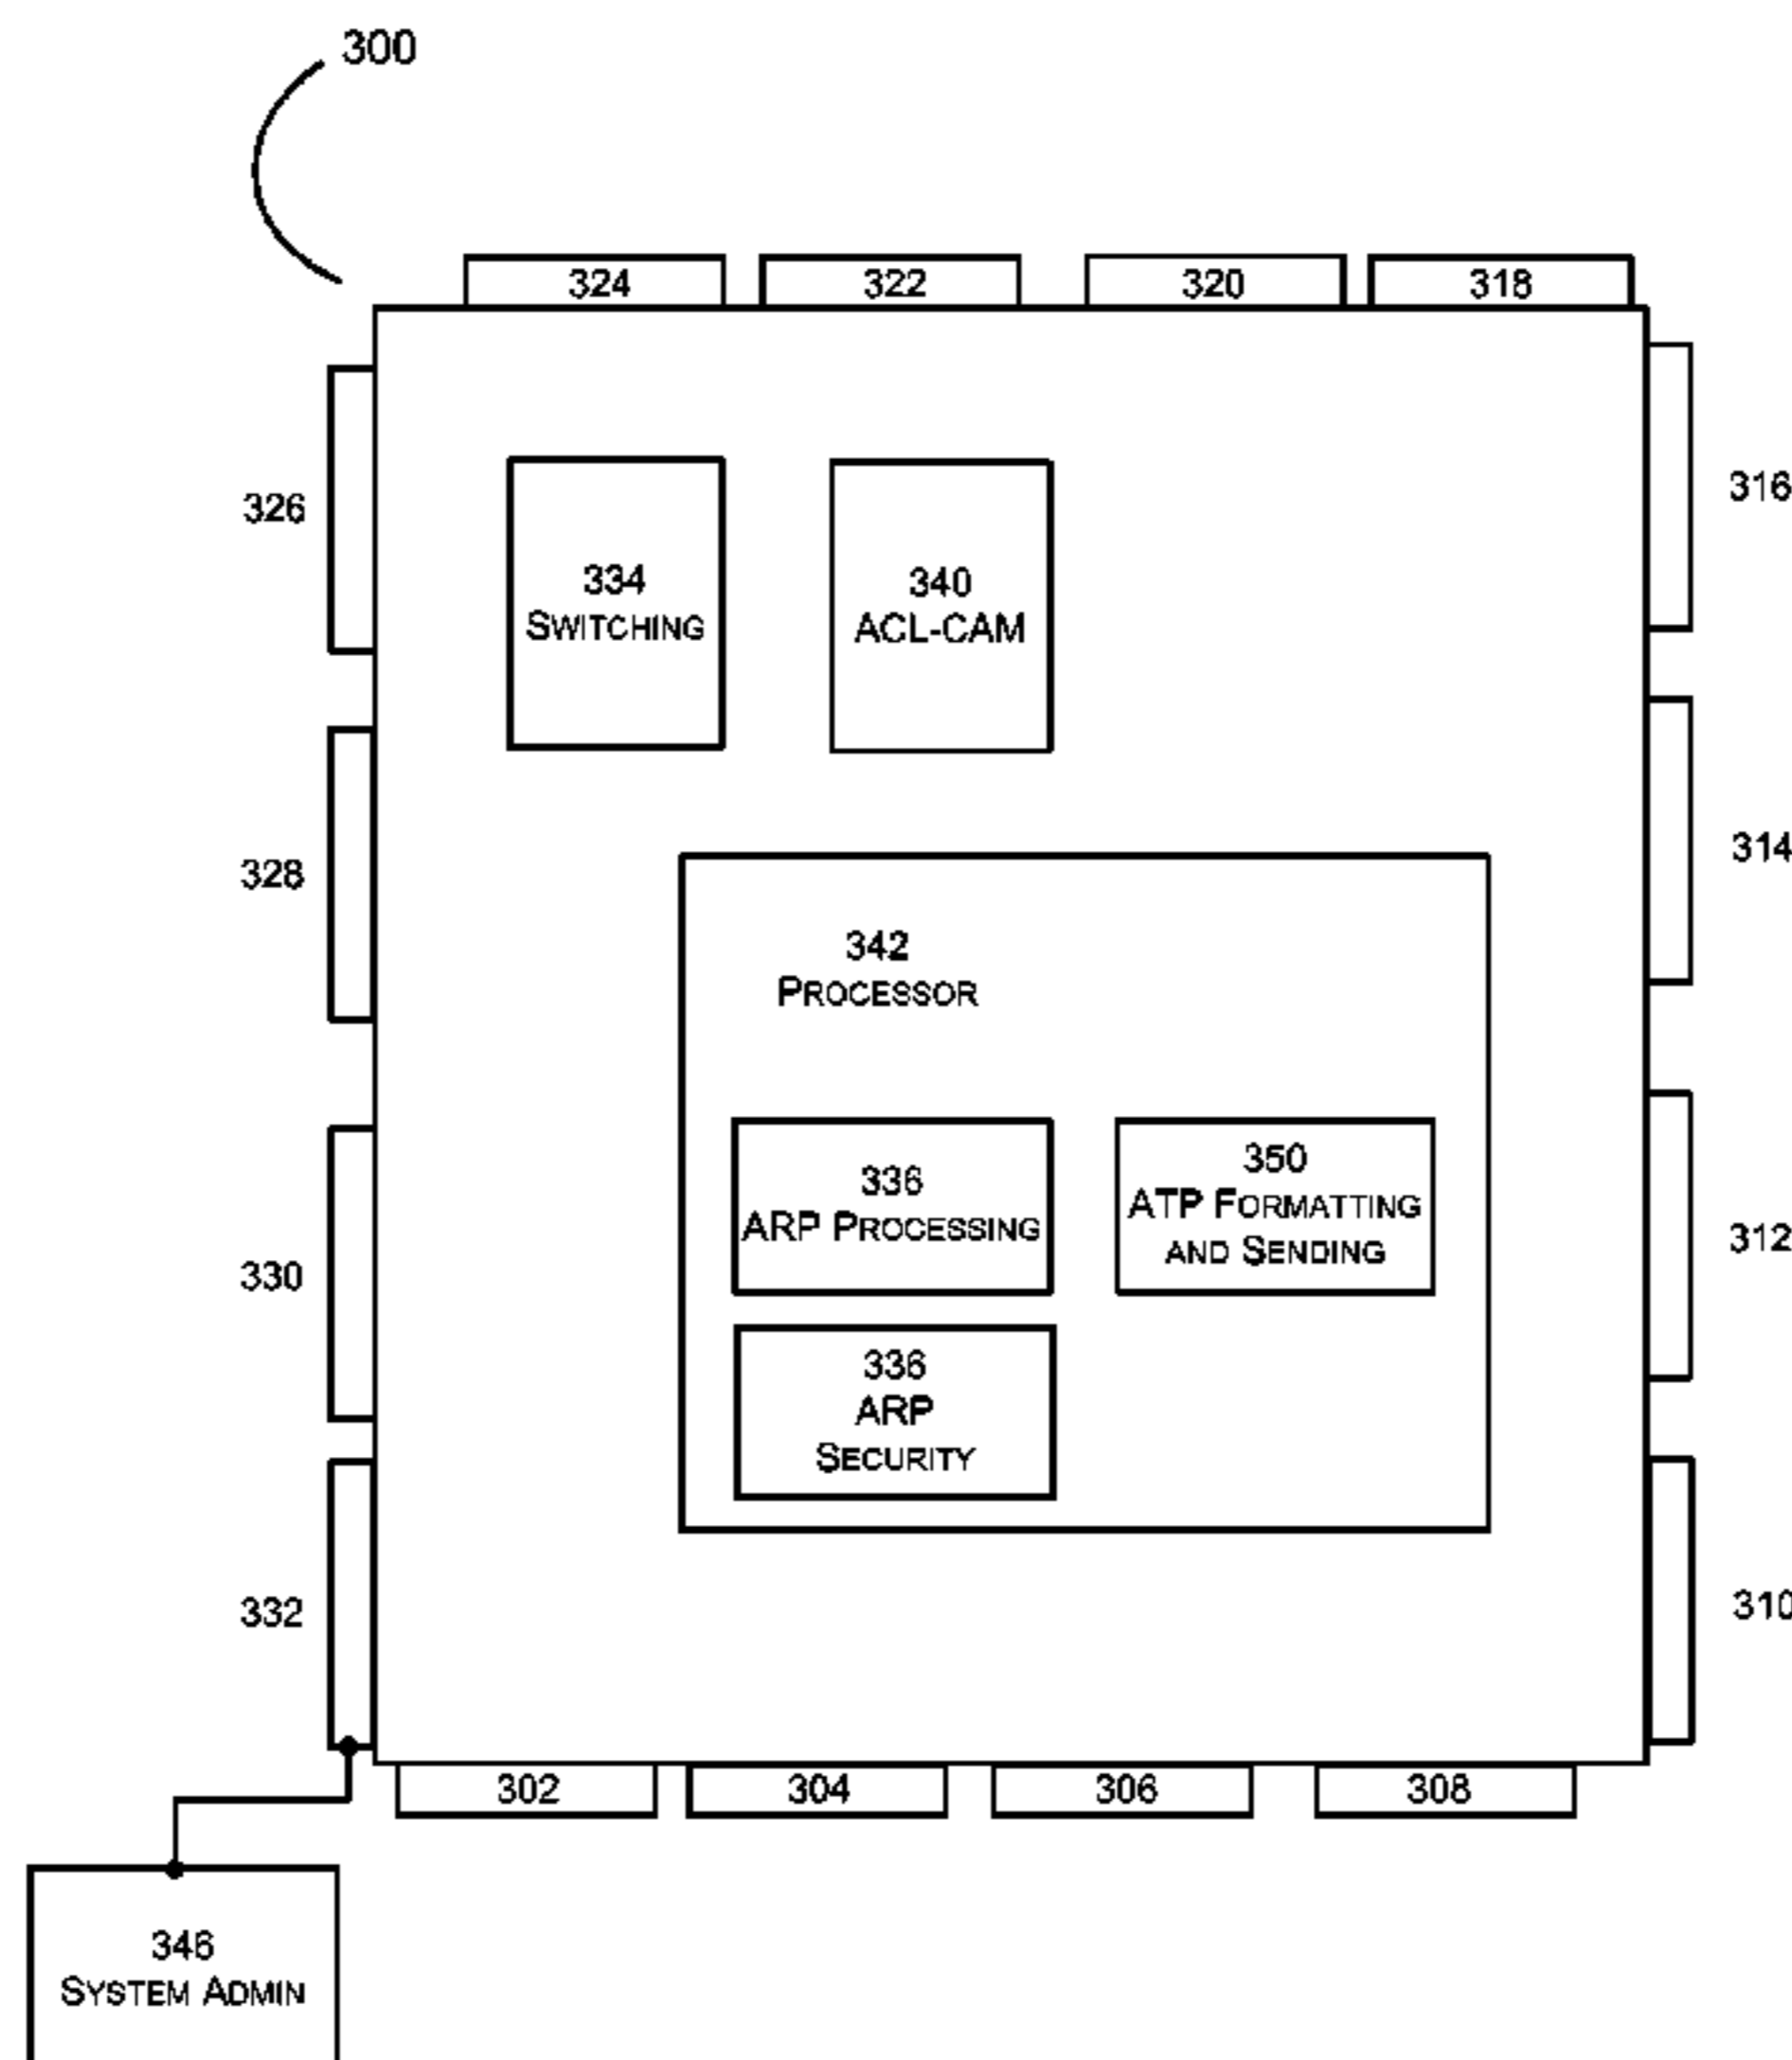 300
324 322 320 318
326
316
334
SWITCHING
340
ACL-CAM
328
314
342
PROCESSOR
336
ARP PROCESSING
350
ATP FORMATTING
AND SENDING
330
312
336
ARP
SECURITY
332
310
302 304 306 308
346
SYSTEM ADMIN